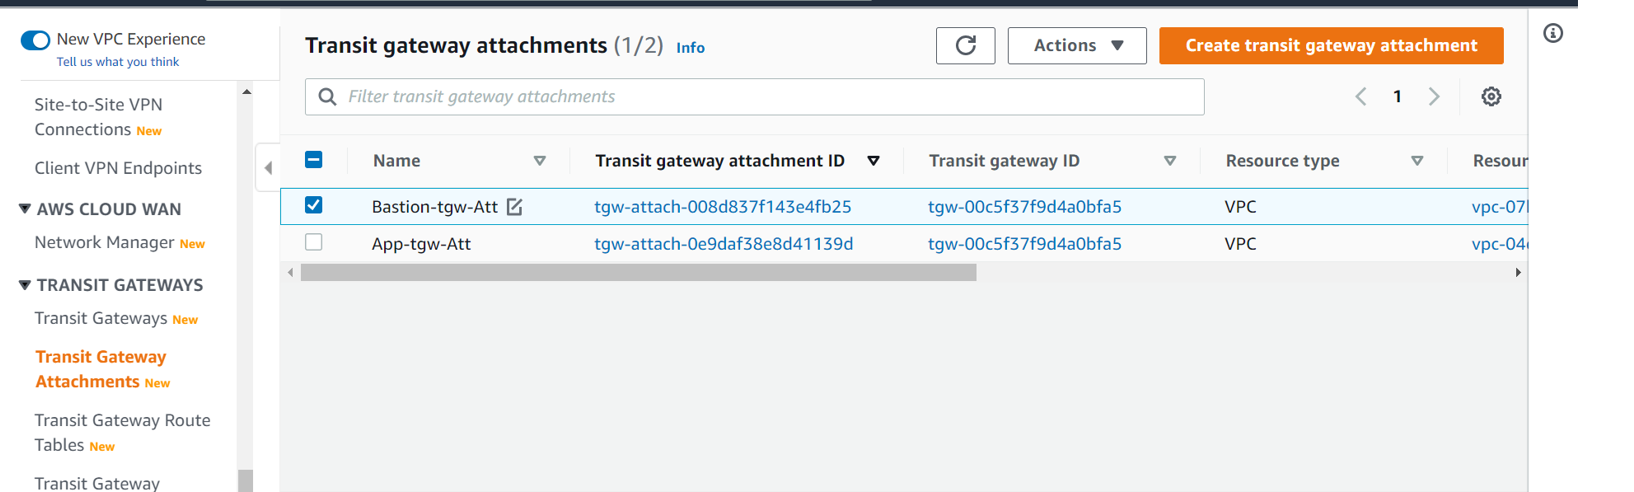 New VPC Experience
Tell us what you think
Site-to-Site VPN
Connections New
Client VPN Endpoints
AWS CLOUD WAN
Network Manager New
TRANSIT GATEWAYS
Transit Gateways New
Transit Gateway
Attachments New
Transit Gateway Route
Tables New
Transit Gateway
Transit gateway attachments (1/2) Info
Actions
Create transit gateway attachment
Filter transit gateway attachments
1
Name Transit gateway attachment ID Transit gateway ID Resource type Resour
Bastion-tgw-Att tgw-attach-008d837f143e4fb25 tgw-00c5f37f9d4a0bfa5 VPC vpc-07
App-tgw-Att tgw-attach-0e9daf38e8d41139d tgw-00c5f37f9d4a0bfa5 VPC vpc-04